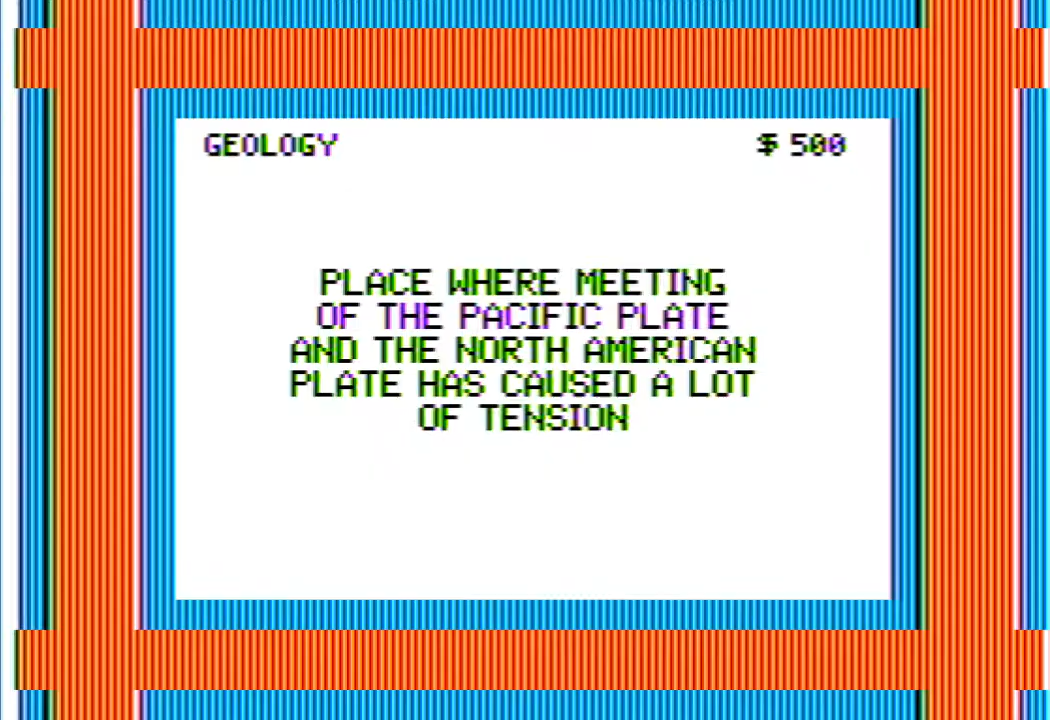 GEOLOGY $ 500
PLACE WHERE MEETING
OF THE PACIFIC PLATE
AND THE NORTH AMERICAN
PLATE HAS CAUSED A LOT
OF TENSION